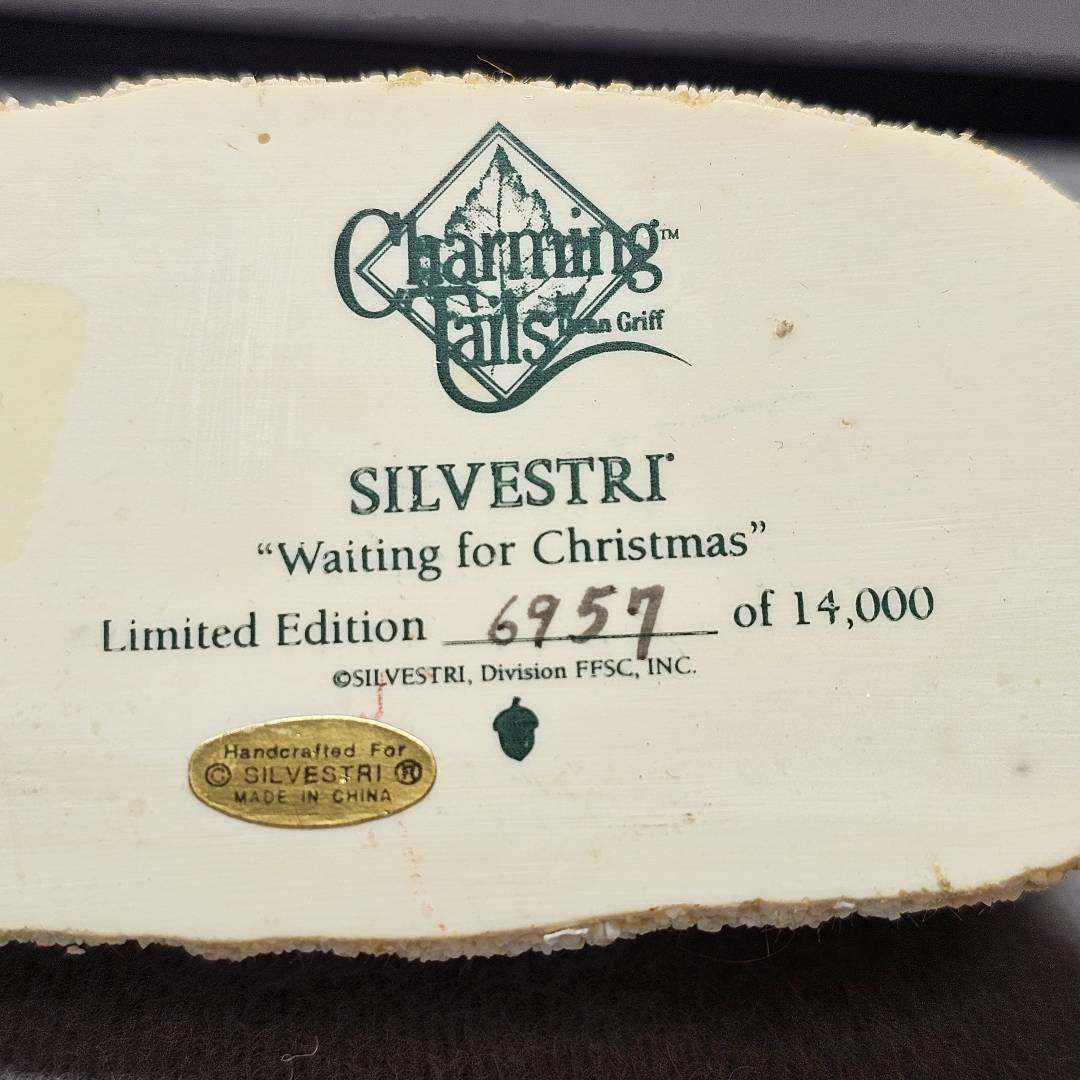 Charming™
Tails
Dean Griff
SILVESTRI®
“Waiting for Christmas”
Limited Edition 6957 of 14,000
©SILVESTRI, Division FFSC, INC.
Handcrafted For
© SILVESTRI ®
MADE IN CHINA